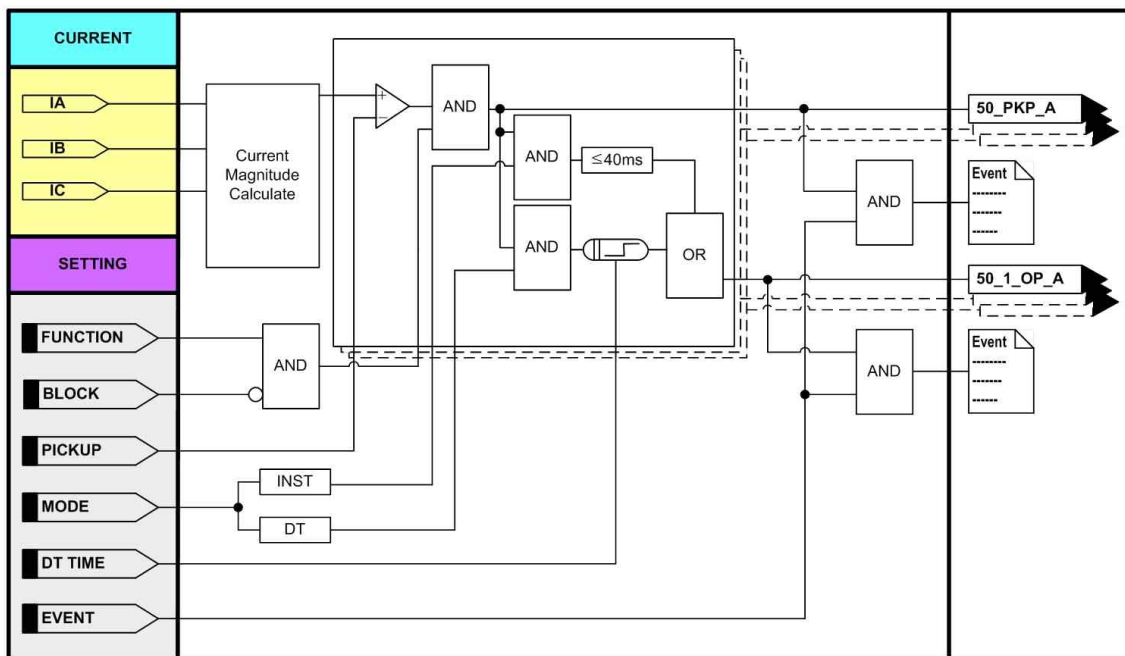 CURRENT
IA
IB
IC
Current
Magnitude
Calculate
+
−
AND
AND
≤40ms
AND
OR
50_PKP_A
AND
Event
--------
-------
------
SETTING
50_1_OP_A
FUNCTION
BLOCK
AND
AND
Event
--------
-------
------
PICKUP
MODE
INST
DT
DT TIME
EVENT